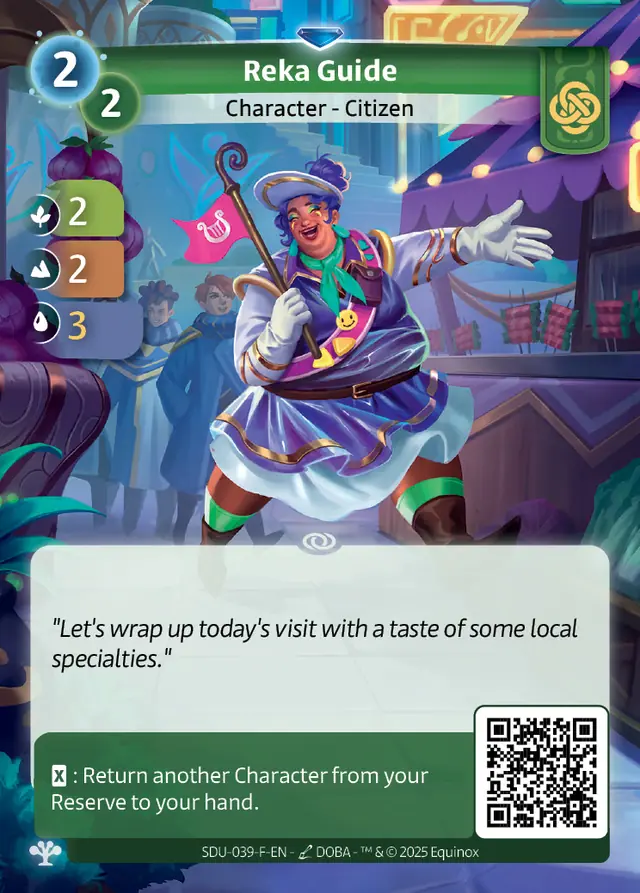 2
Reka Guide
2
Character - Citizen
2
2
3
"Let's wrap up today's visit with a taste of some local
specialties."
X : Return another Character from your
Reserve to your hand.
SDU-039-F-EN - DOBA - ™ & © 2025 Equinox